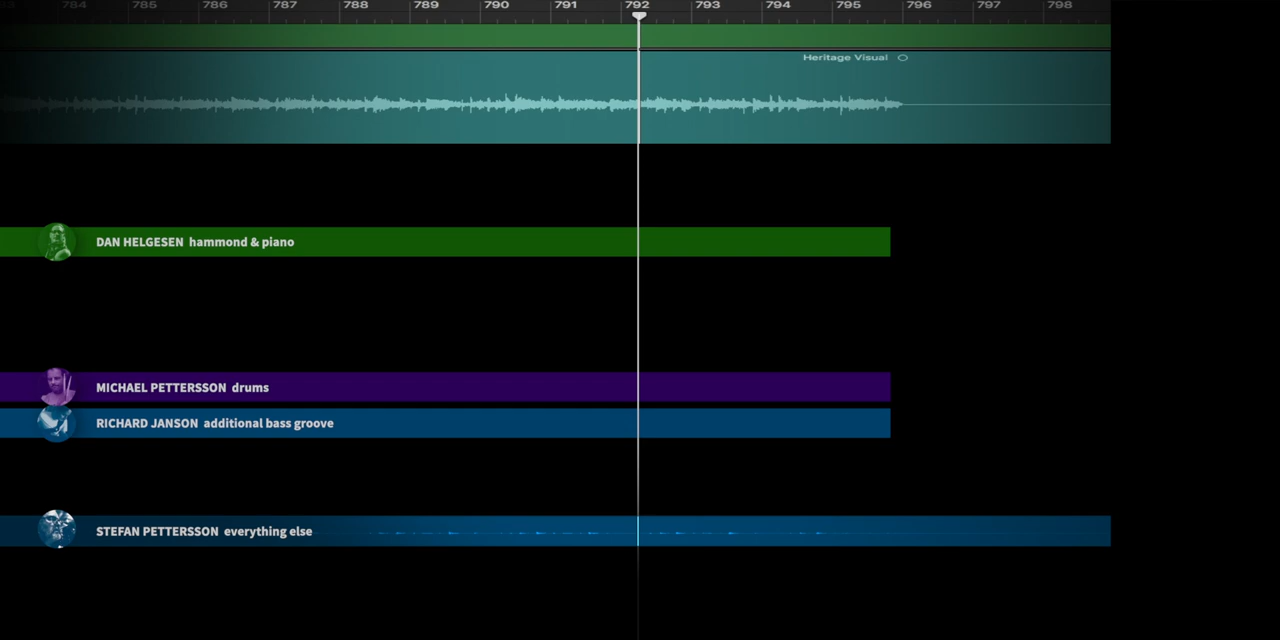 784 785 786 787 788 789 790 791 792 793 794 795 796 797 798
Heritage Visual
DAN HELGESEN hammond & piano
MICHAEL PETTERSSON drums
RICHARD JANSON additional bass groove
STEFAN PETTERSSON everything else